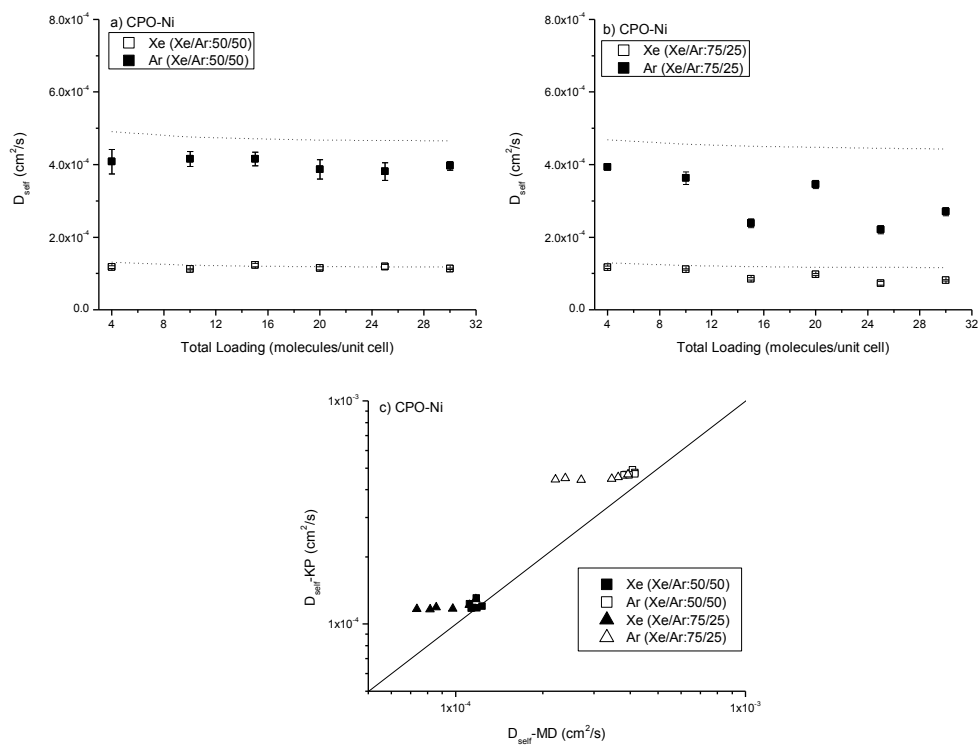 a) CPO-Ni
Xe (Xe/Ar:50/50)
Ar (Xe/Ar:50/50)
8.0x10⁻⁴
6.0x10⁻⁴
4.0x10⁻⁴
2.0x10⁻⁴
0.0
D_self (cm²/s)
4 8 12 16 20 24 28 32
Total Loading (molecules/unit cell)
b) CPO-Ni
Xe (Xe/Ar:75/25)
Ar (Xe/Ar:75/25)
8.0x10⁻⁴
6.0x10⁻⁴
4.0x10⁻⁴
2.0x10⁻⁴
0.0
D_self (cm²/s)
4 8 12 16 20 24 28 32
Total Loading (molecules/unit cell)
c) CPO-Ni
1x10⁻³
1x10⁻⁴
D_self-KP (cm²/s)
Xe (Xe/Ar:50/50)
Ar (Xe/Ar:50/50)
Xe (Xe/Ar:75/25)
Ar (Xe/Ar:75/25)
1x10⁻⁴ 1x10⁻³
D_self-MD (cm²/s)